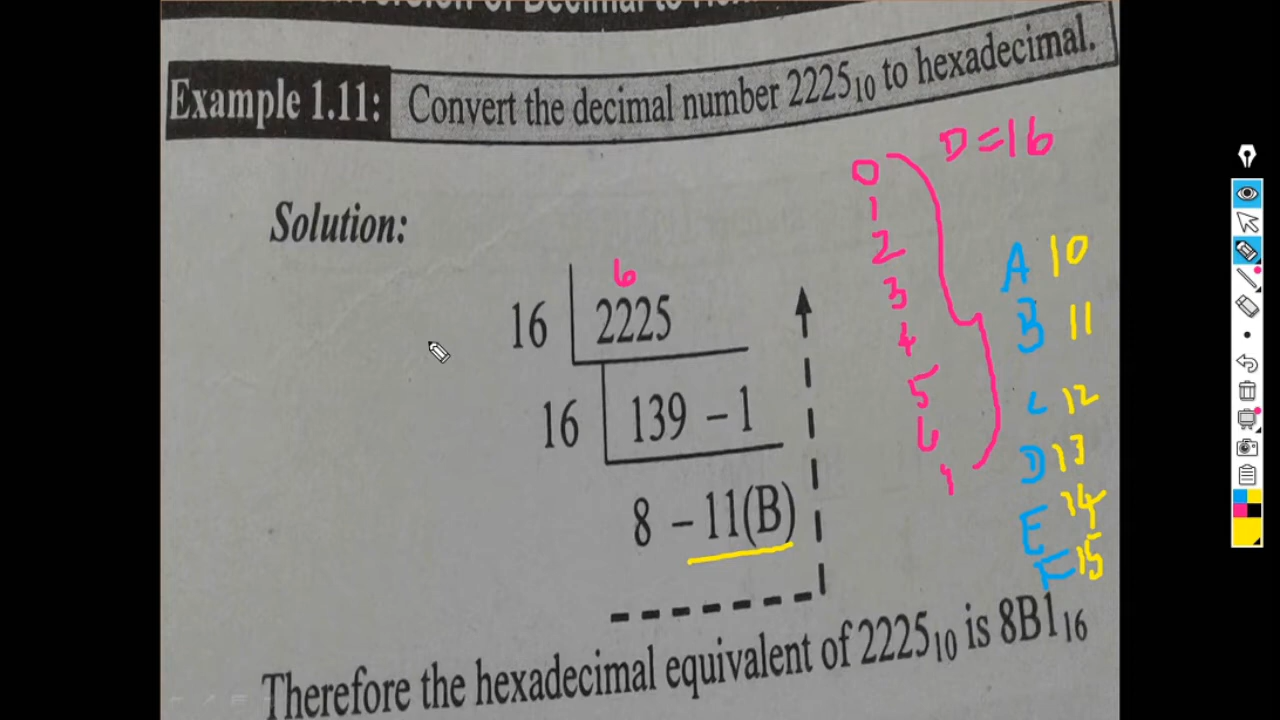 Example 1.11: Convert the decimal number 2225₁₀ to hexadecimal.
D=16
Solution:
0
1
2
3
4
5
6
A 10
B 11
C 12
D 13
E 14
F 15
6
16 2225
16 139 – 1
8 – 11(B)
Therefore the hexadecimal equivalent of 2225₁₀ is 8B1₁₆